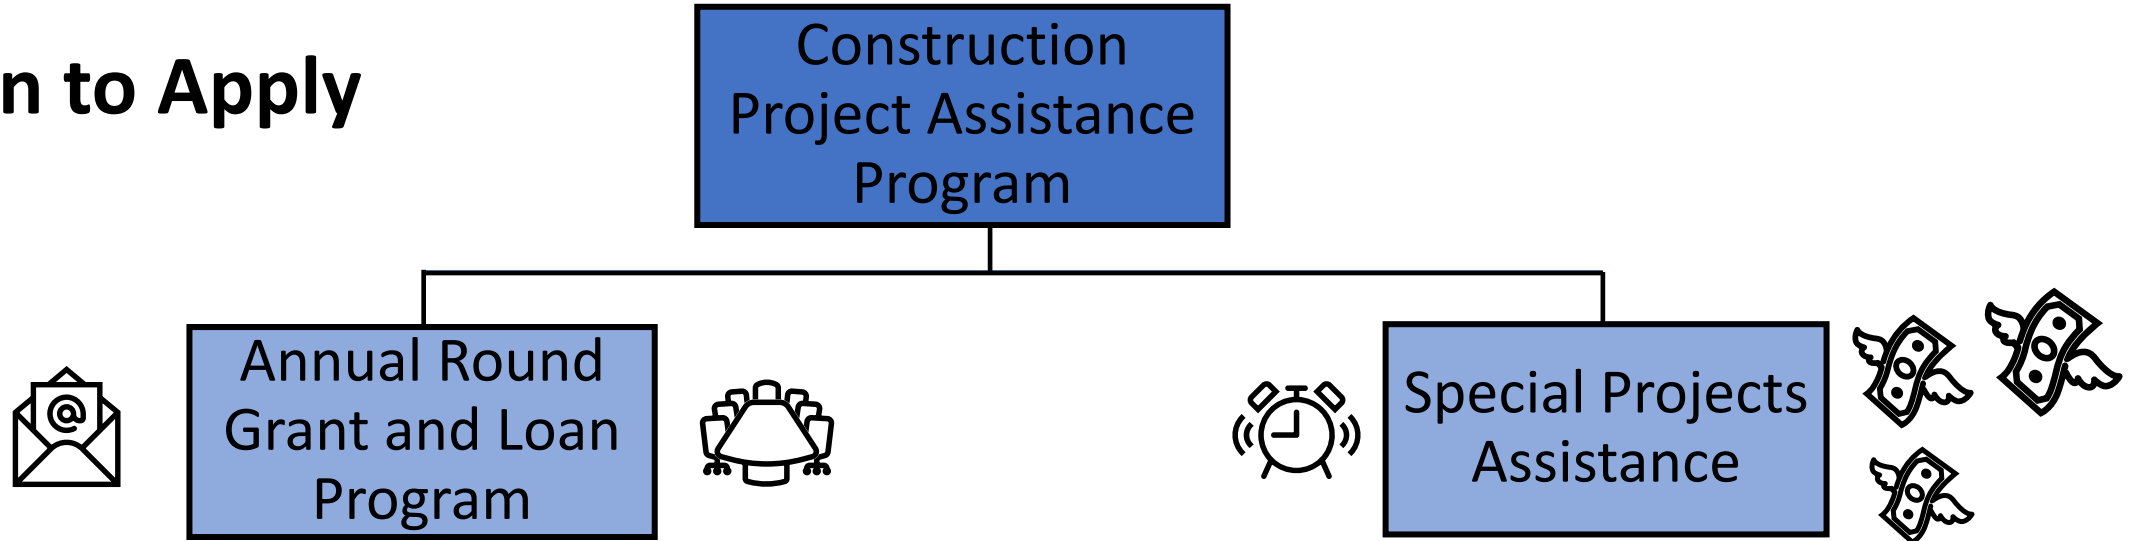 n to Apply
Construction
Project Assistance
Program
Annual Round
Grant and Loan
Program
Special Projects
Assistance